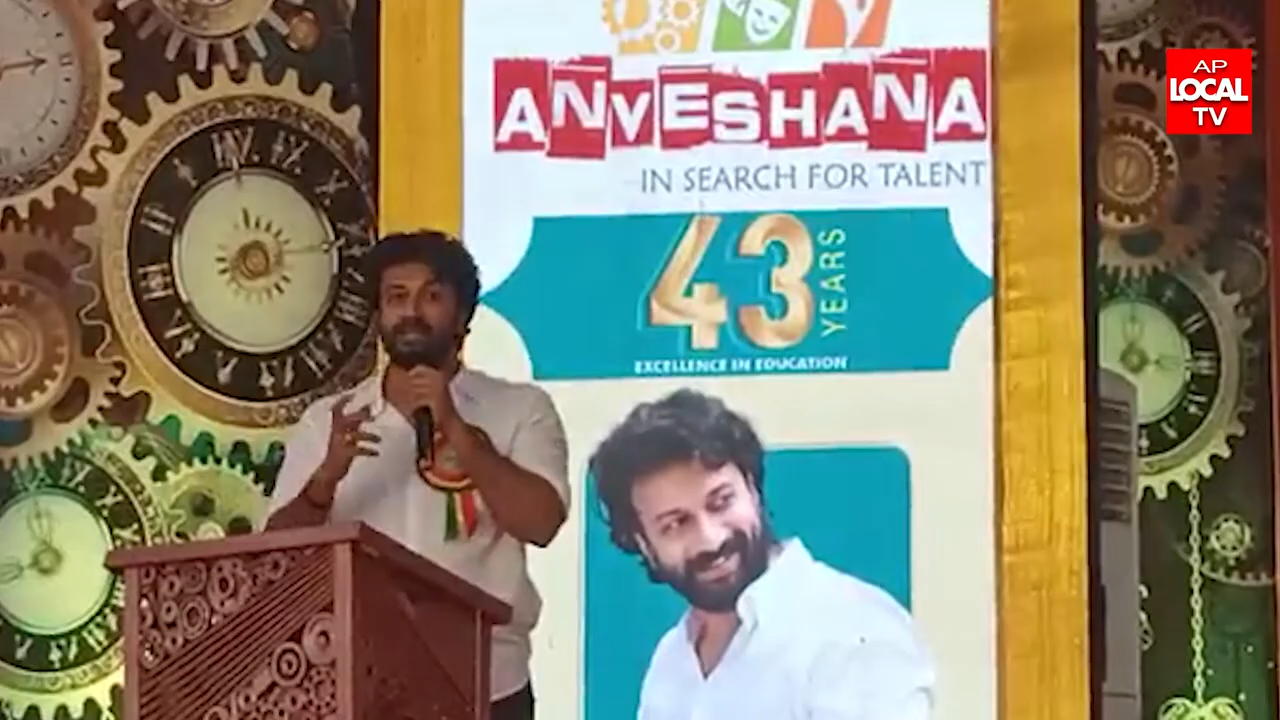 AP
LOCAL
TV
ANVESHANA
IN SEARCH FOR TALENT
43
YEARS
EXCELLENCE IN EDUCATION